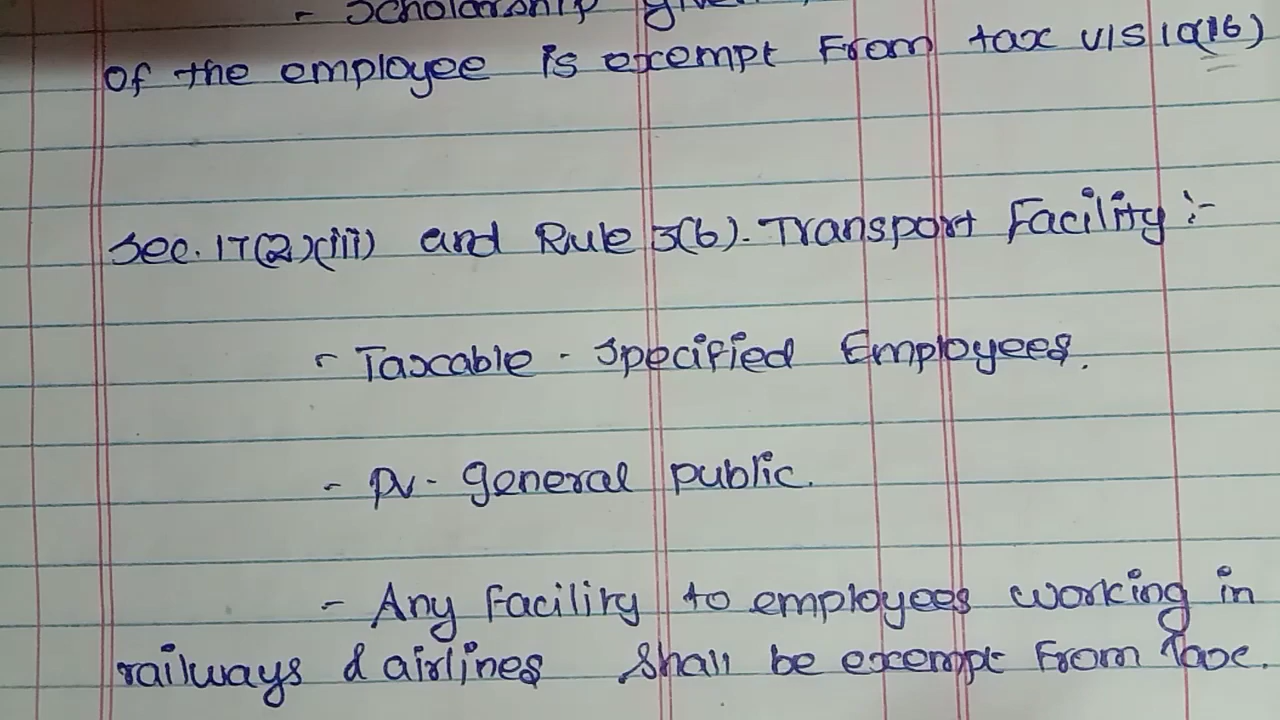 - Scholarship given
of the employee is exempt From tax u/s 10(16)
Sec. 17(2)(iii) and Rule 3(6). Transport Facility :-
- Taxable - Specified Employees.
- PV - general public.
- Any Facility to employees working in
railways & airlines shall be exempt From Tax.